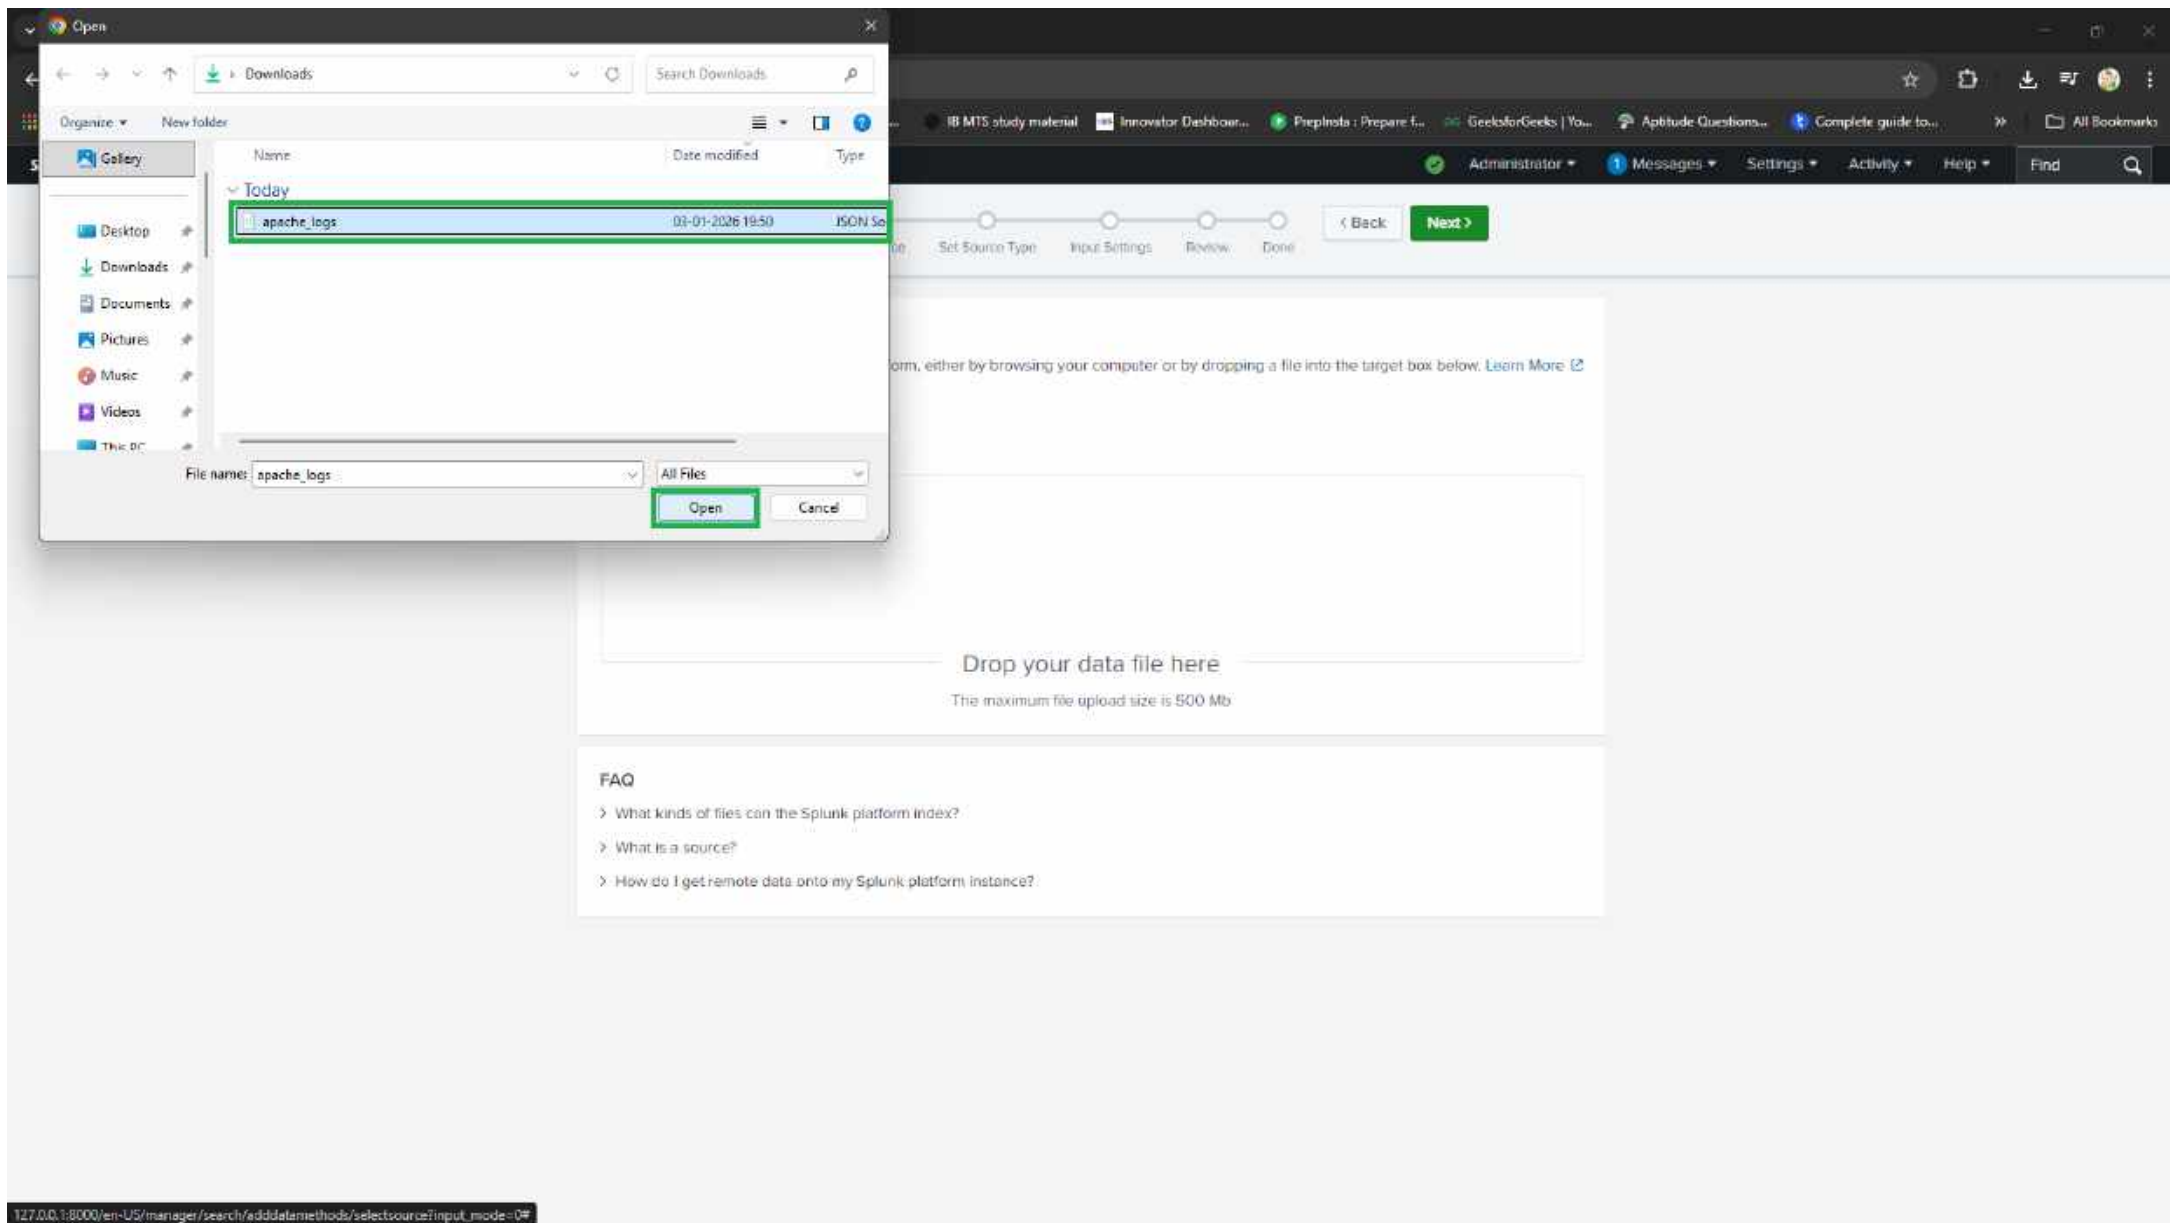 Open
Downloads
Search Downloads
Organize
New folder
Gallery
Desktop
Downloads
Documents
Pictures
Music
Videos
This PC
Name
Date modified
Type
Today
apache_logs
03-01-2026 19:50
JSON So
File name:
apache_logs
All Files
Open
Cancel
IB MTS study material
Innovator Dashboar...
PrepInsta : Prepare f...
GeeksforGeeks | Yo...
Aptitude Questions...
Complete guide to...
All Bookmarks
Administrator
1 Messages
Settings
Activity
Help
Find
Set Source Type
Input Settings
Review
Done
< Back
Next >
orm, either by browsing your computer or by dropping a file into the target box below. Learn More
Drop your data file here
The maximum file upload size is 500 Mb
FAQ
> What kinds of files can the Splunk platform index?
> What is a source?
> How do I get remote data onto my Splunk platform instance?
127.0.0.1:8000/en-US/manager/search/adddatamethods/selectsource?input_mode=0#